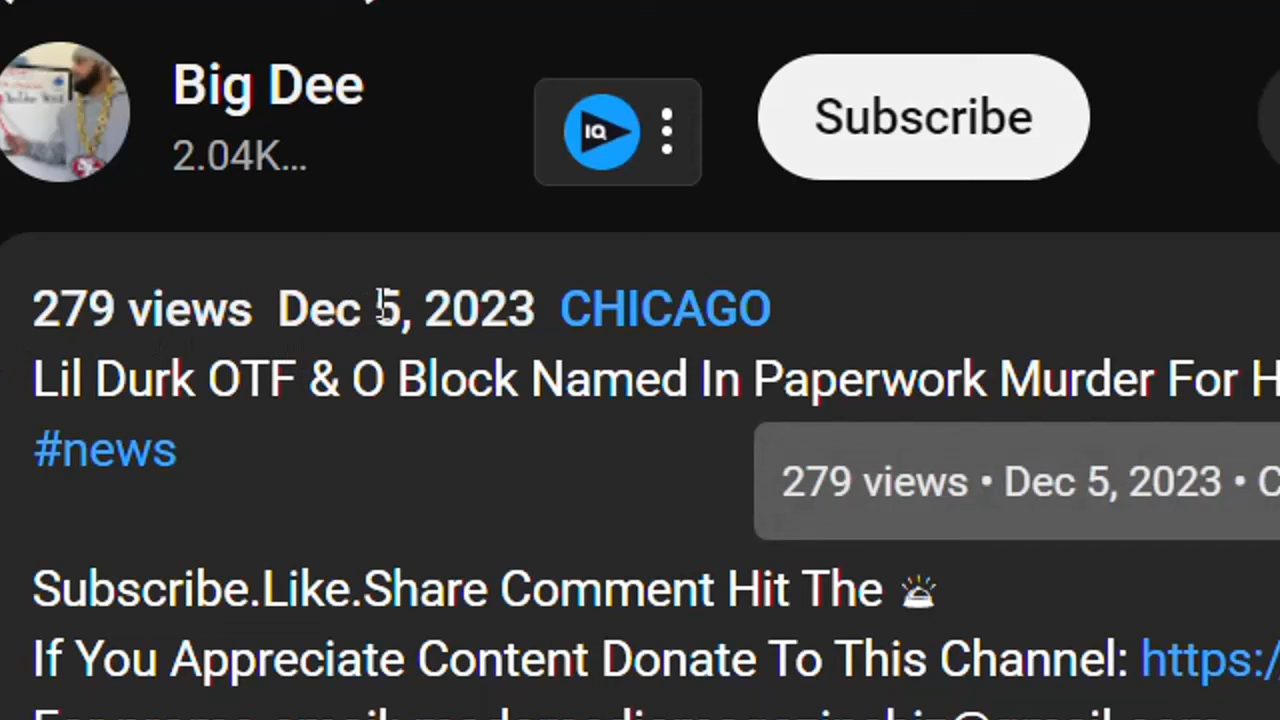 Big Dee
2.04K...
IQ
Subscribe
279 views Dec 5, 2023 CHICAGO
Lil Durk OTF & O Block Named In Paperwork Murder For H
#news
279 views • Dec 5, 2023 • C
Subscribe.Like.Share Comment Hit The
If You Appreciate Content Donate To This Channel: https:/